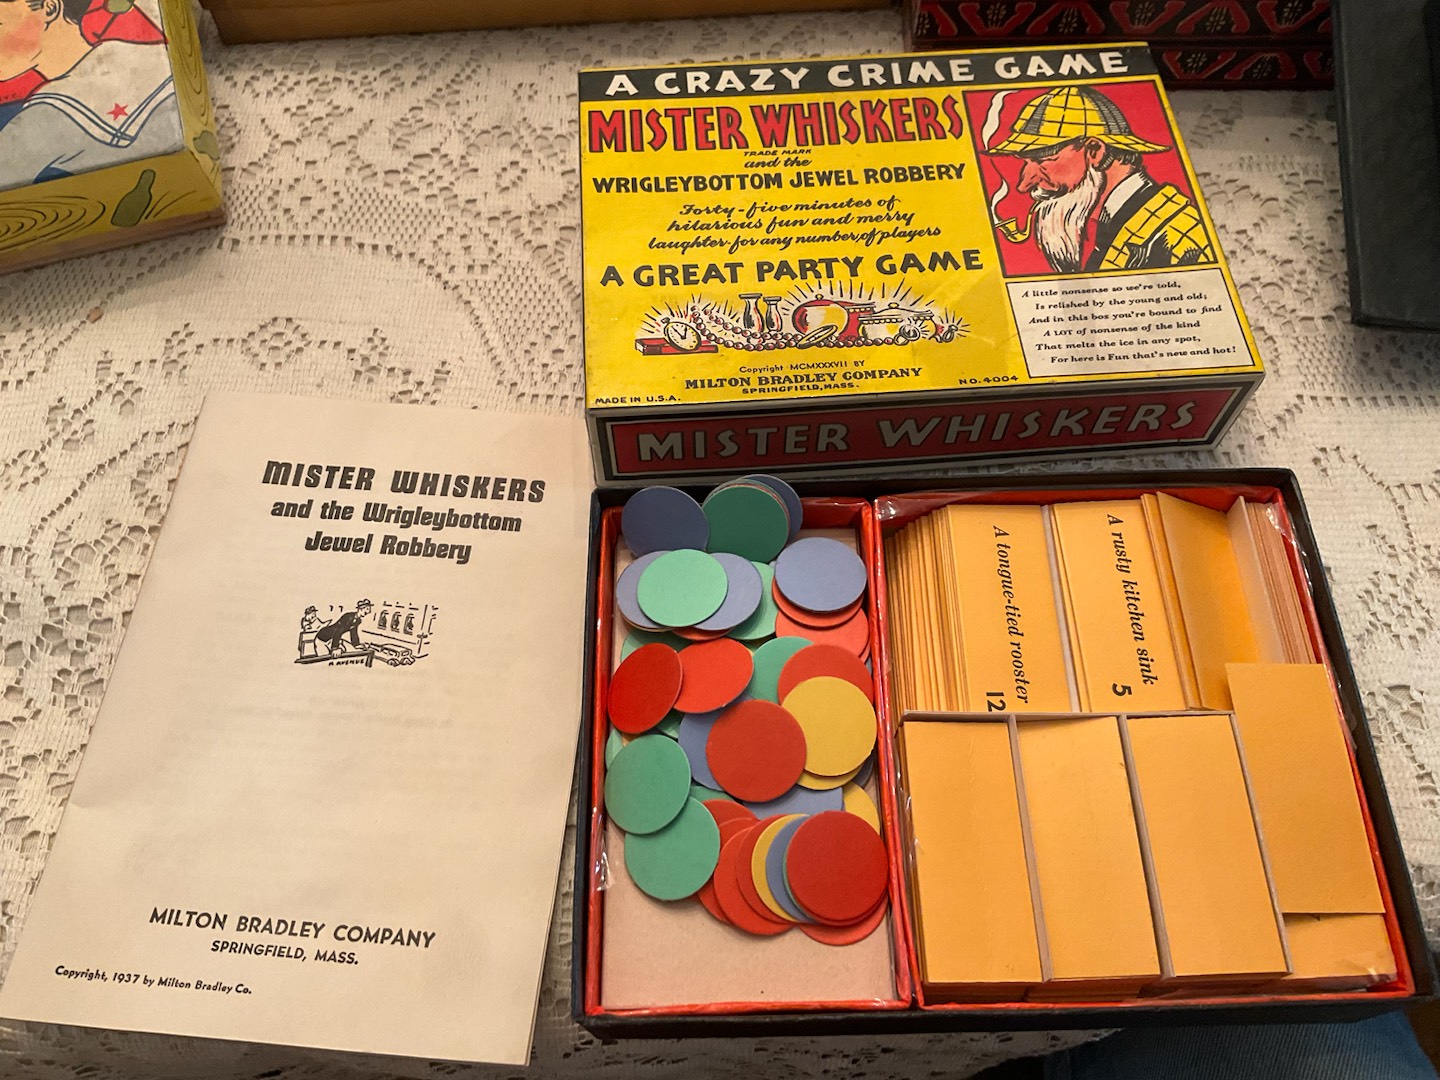 A CRAZY CRIME GAME
MISTER WHISKERS
TRADE MARK
and the
WRIGLEYBOTTOM JEWEL ROBBERY
Forty-five minutes of
hilarious fun and merry
laughter for any number of players
A GREAT PARTY GAME
Copyright MCMXXXVII BY
MILTON BRADLEY COMPANY
SPRINGFIELD, MASS.
MADE IN U.S.A.
NO. 4004
A little nonsense so we're told,
Is relished by the young and old;
And in this box you're bound to find
A LOT of nonsense of the kind
That melts the ice in any spot,
For here is Fun that's new and hot!
MISTER WHISKERS
MISTER WHISKERS
and the Wrigleybottom
Jewel Robbery
MILTON BRADLEY COMPANY
SPRINGFIELD, MASS.
Copyright, 1937 by Milton Bradley Co.
A tongue-tied rooster
12
A rusty kitchen sink
5